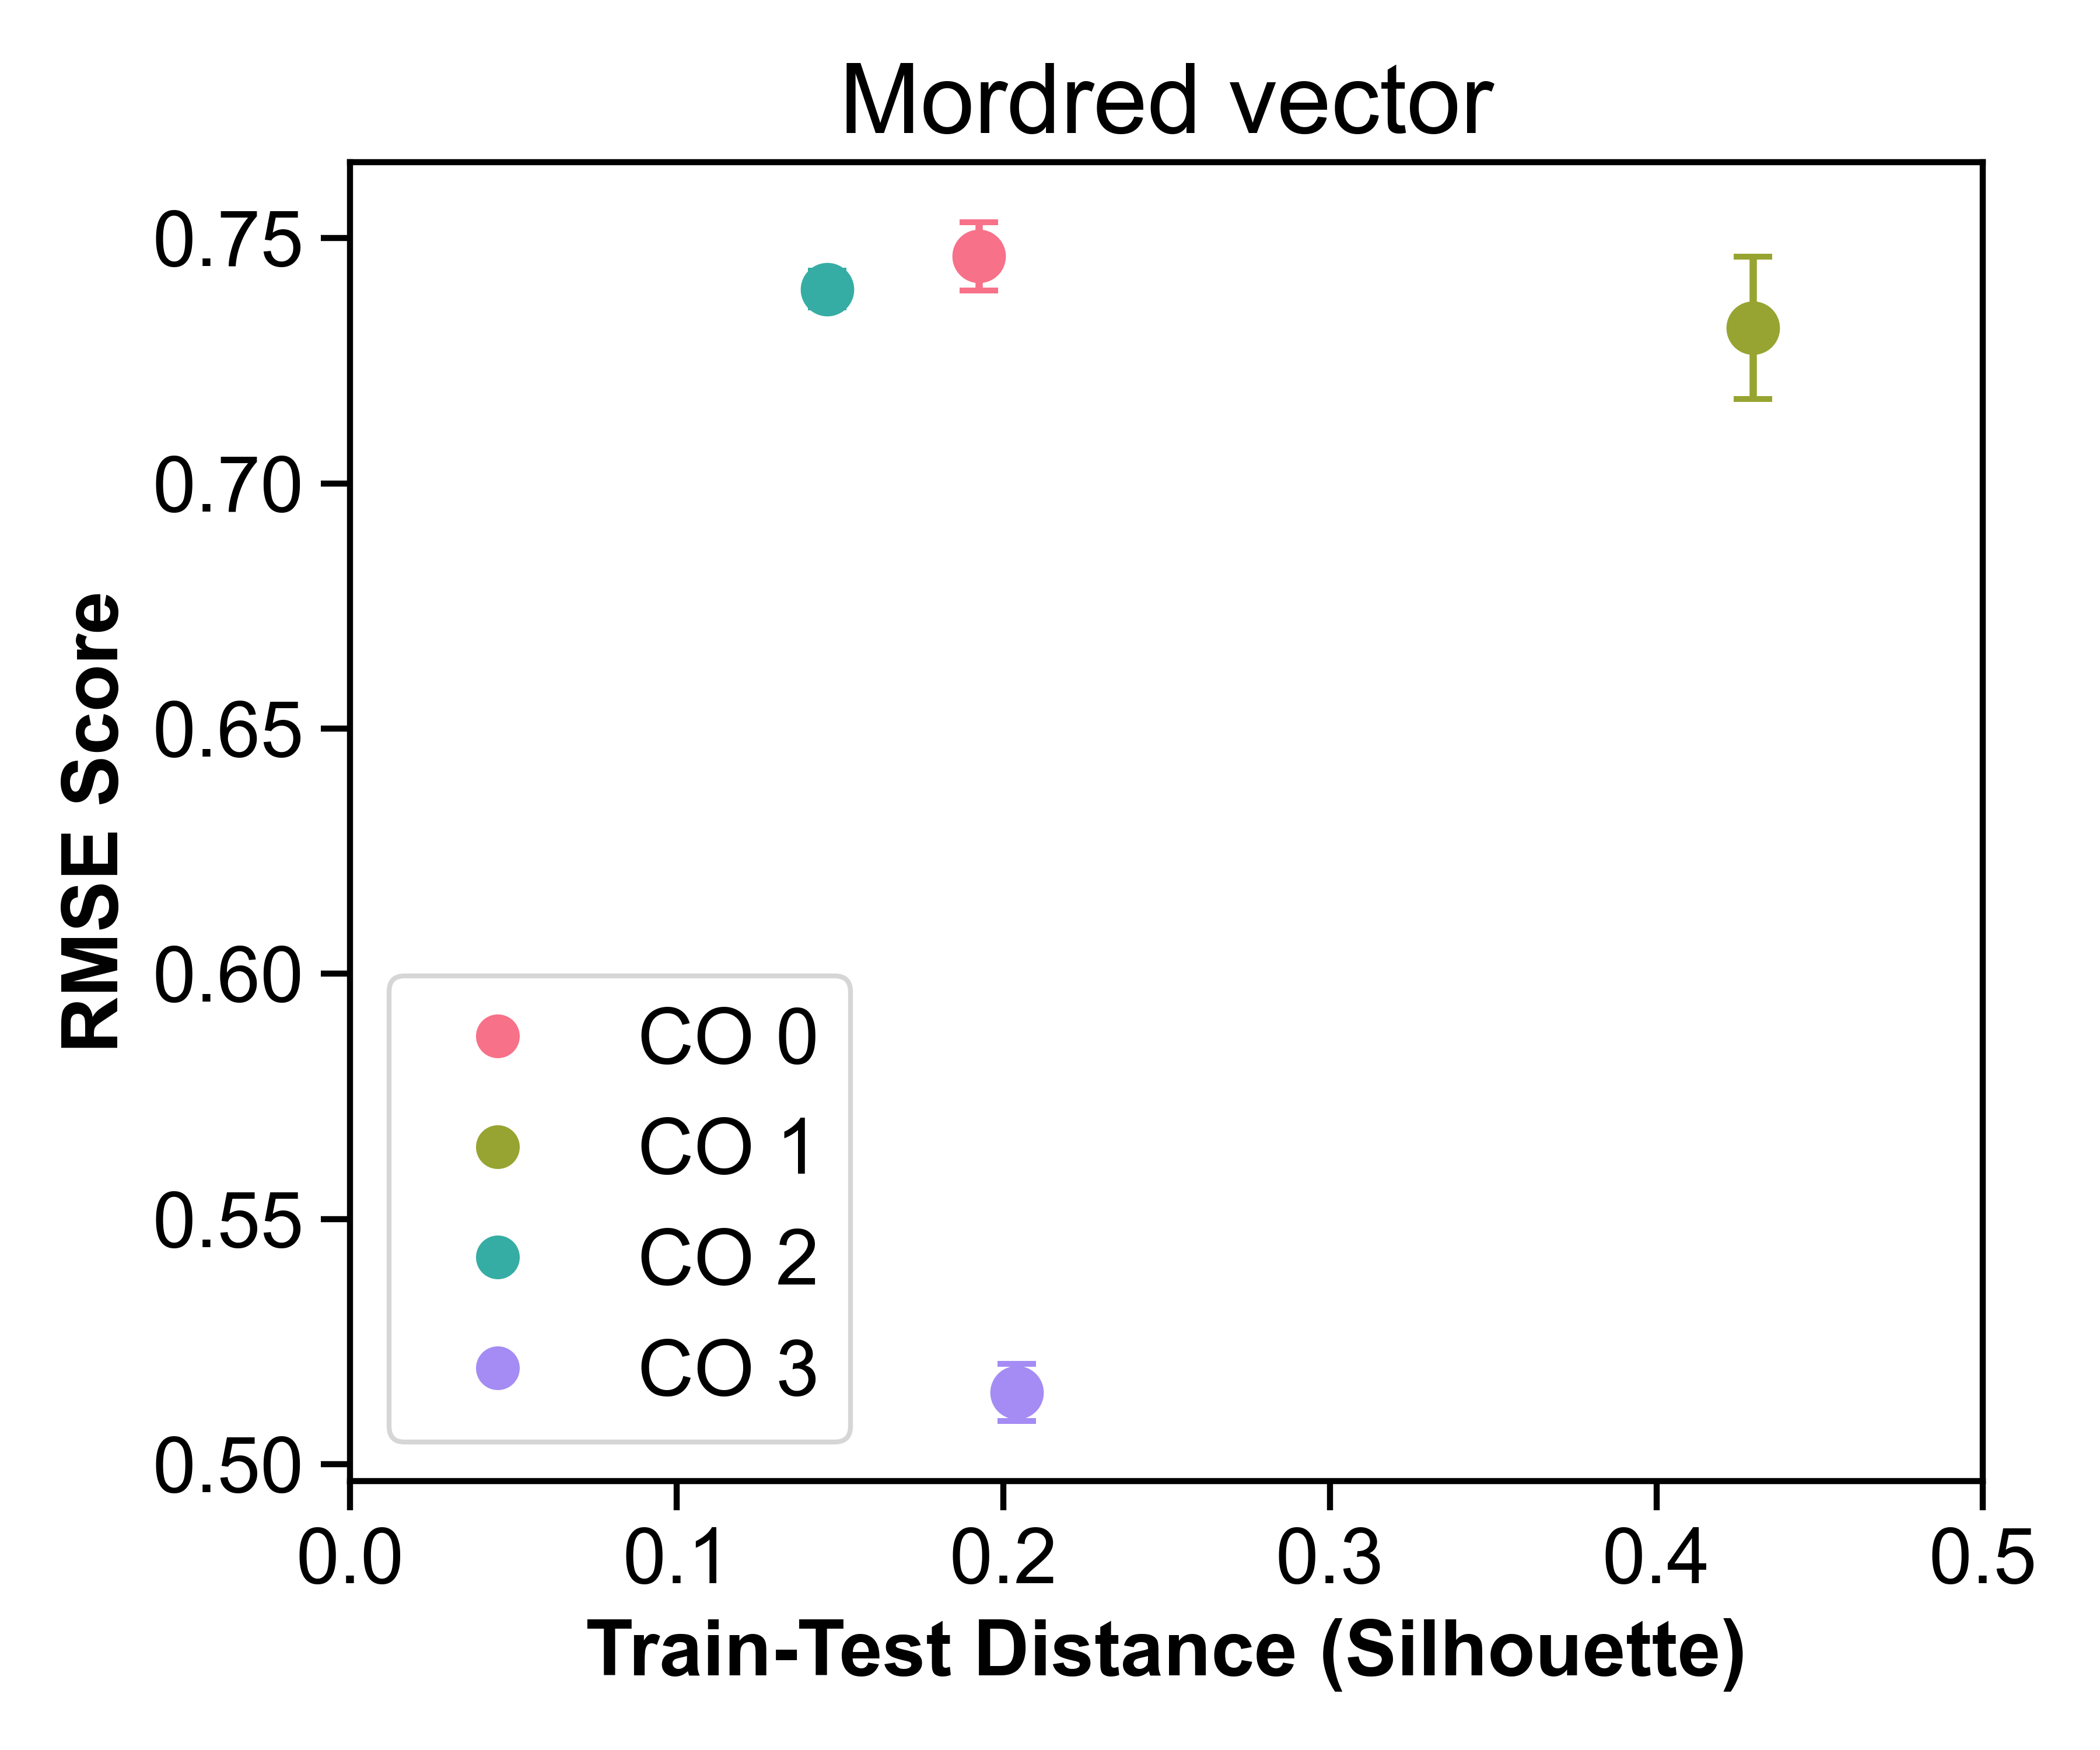 Mordred vector
0.75
0.70
0.65
0.60
0.55
0.50
RMSE Score
CO 0
CO 1
CO 2
CO 3
0.0 0.1 0.2 0.3 0.4 0.5
Train-Test Distance (Silhouette)